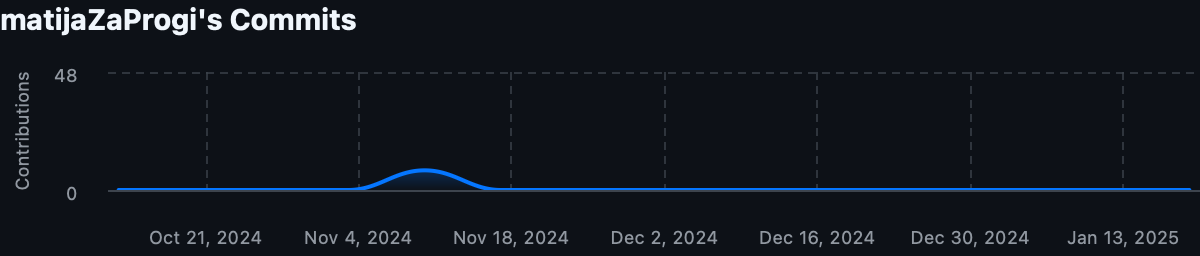 matijaZaProgi's Commits
Contributions
48
0
Oct 21, 2024 Nov 4, 2024 Nov 18, 2024 Dec 2, 2024 Dec 16, 2024 Dec 30, 2024 Jan 13, 2025